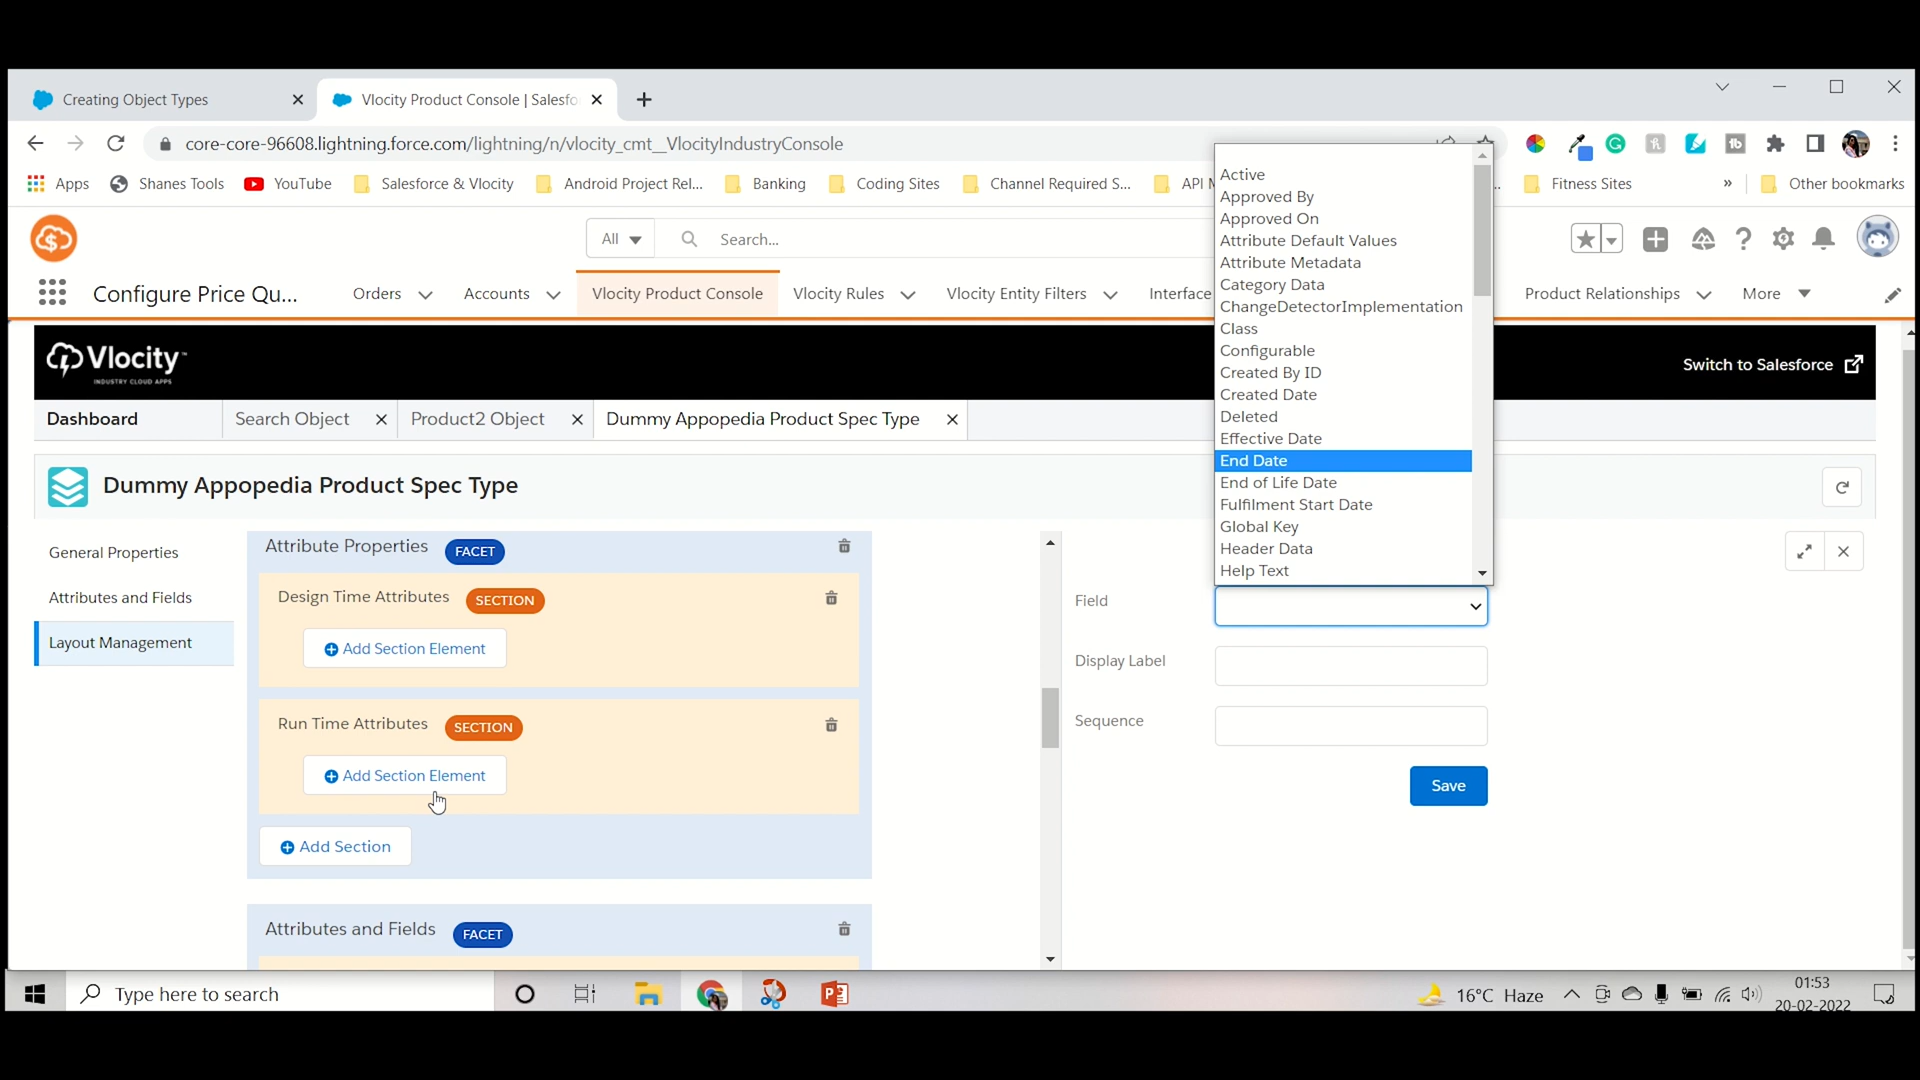 Creating Object Types
Vlocity Product Console | Salesfo
core-core-96608.lightning.force.com/lightning/n/vlocity_cmt__VlocityIndustryConsole
Apps
Shanes Tools
YouTube
Salesforce & Vlocity
Android Project Rel...
Banking
Coding Sites
Channel Required S...
API M
Fitness Sites
»
Other bookmarks
All
Search...
Configure Price Qu...
Orders
Accounts
Vlocity Product Console
Vlocity Rules
Vlocity Entity Filters
Interface
Product Relationships
More
Vlocity
INDUSTRY CLOUD APPS
Switch to Salesforce
Dashboard
Search Object
Product2 Object
Dummy Appopedia Product Spec Type
Dummy Appopedia Product Spec Type
General Properties
Attributes and Fields
Layout Management
Attribute Properties FACET
Design Time Attributes SECTION
Add Section Element
Run Time Attributes SECTION
Add Section Element
Add Section
Attributes and Fields FACET
Active
Approved By
Approved On
Attribute Default Values
Attribute Metadata
Category Data
ChangeDetectorImplementation
Class
Configurable
Created By ID
Created Date
Deleted
Effective Date
End Date
End of Life Date
Fulfilment Start Date
Global Key
Header Data
Help Text
Field
Display Label
Sequence
Save
Type here to search
16°C Haze
01:53
20-02-2022